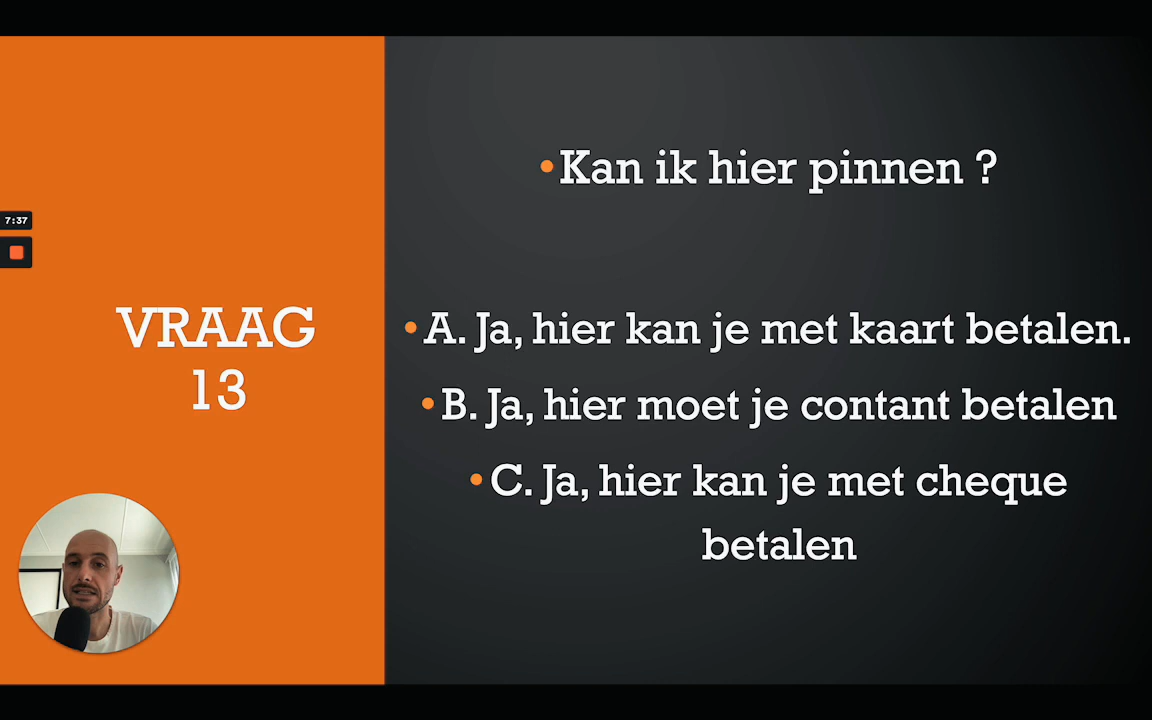 Kan ik hier pinnen ?
7:37
VRAAG
13
A. Ja, hier kan je met kaart betalen.
B. Ja, hier moet je contant betalen
C. Ja, hier kan je met cheque
betalen